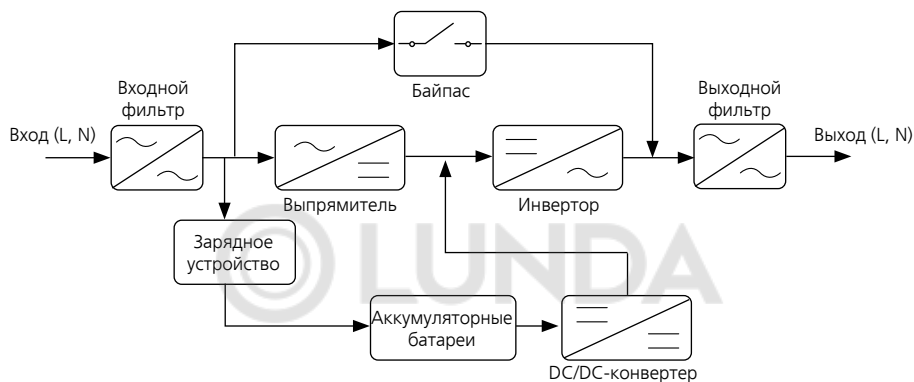 Байпас
Входной
фильтр
Выходной
фильтр
Вход (L, N)
Выход (L, N)
Выпрямитель
Инвертор
Зарядное
устройство
LUNDA
Аккумуляторные
батареи
DC/DC-конвертер